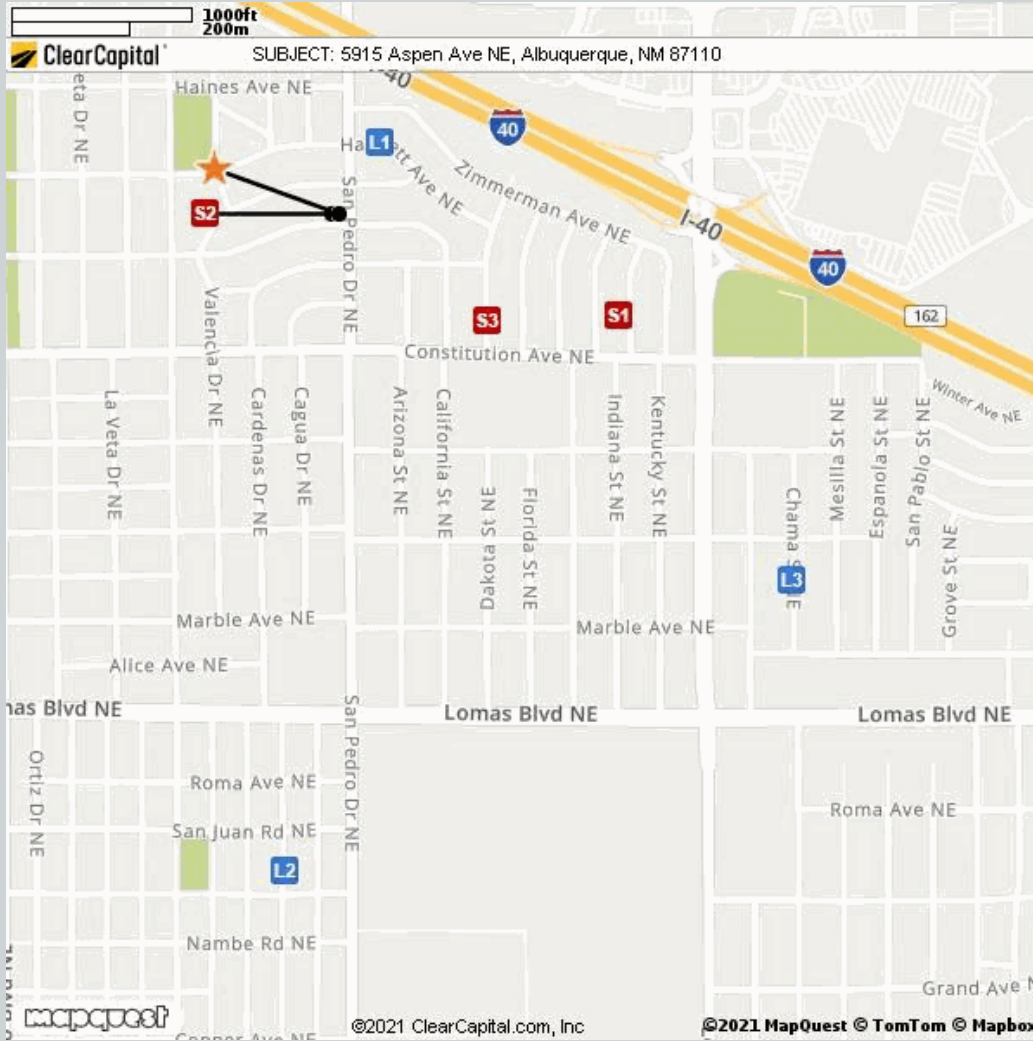 1000ft
200m
ClearCapital
SUBJECT: 5915 Aspen Ave NE, Albuquerque, NM 87110
I-40
Haines Ave NE
eta Dr NE
40
L1
Zimmerman Ave NE
San Pedro Dr NE
S2
I-40
40
Valencia Dr NE
S3
S1
162
Constitution Ave NE
Winter Ave NE
La Veta Dr NE
Cardenas Dr NE
Cagua Dr NE
Arizona St NE
California St NE
Dakota St NE
Florida St NE
Indiana St NE
Kentucky St NE
Chama
Mesilla St NE
Espanola St NE
San Pablo St NE
Grove St NE
L3
Marble Ave NE
Marble Ave NE
Alice Ave NE
nas Blvd NE
Lomas Blvd NE
Lomas Blvd NE
San Pedro Dr NE
Ortiz Dr NE
Roma Ave NE
Roma Ave NE
San Juan Rd NE
L2
Nambe Rd NE
Grand Ave N
mapquest
©2021 ClearCapital.com, Inc
©2021 MapQuest © TomTom © Mapbox